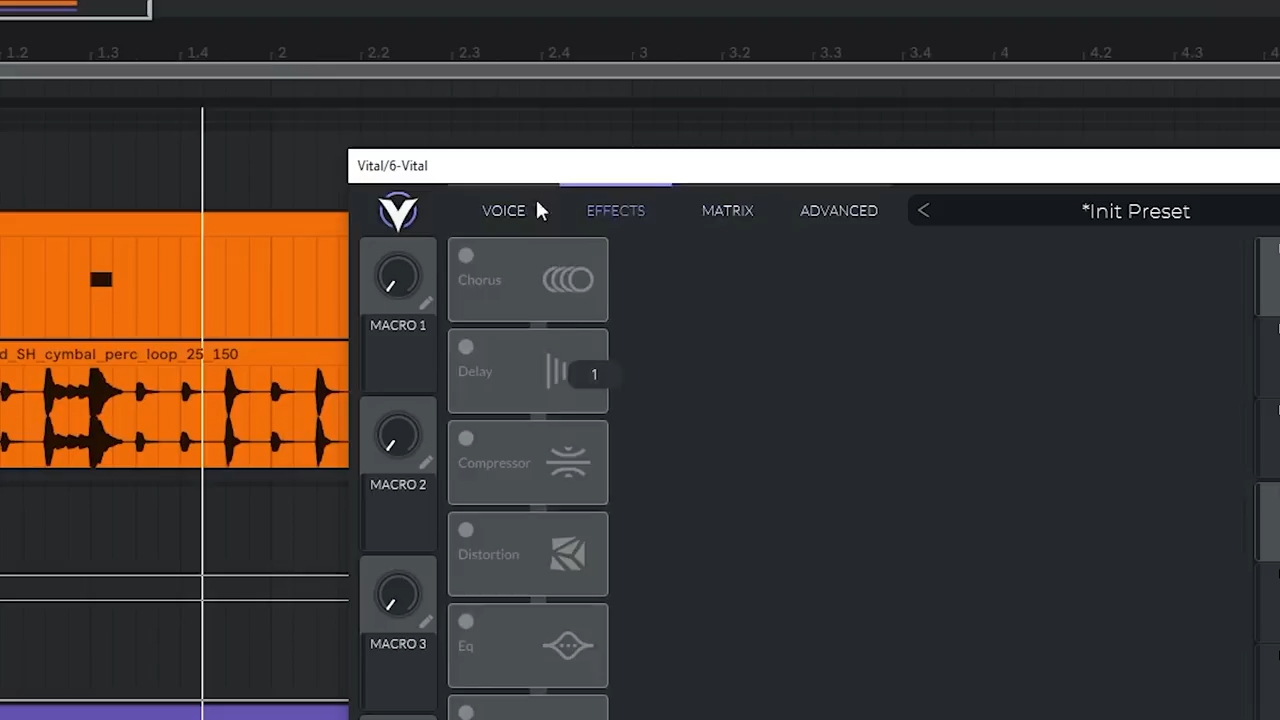 1.2 1.3 1.4 2 2.2 2.3 2.4 3 3.2 3.3 3.4 4 4.2 4.3
Vital/6-Vital
VOICE EFFECTS MATRIX ADVANCED < *Init Preset
Chorus
MACRO 1
d_SH_cymbal_perc_loop_25_150
Delay
1
Compressor
MACRO 2
Distortion
MACRO 3
Eq